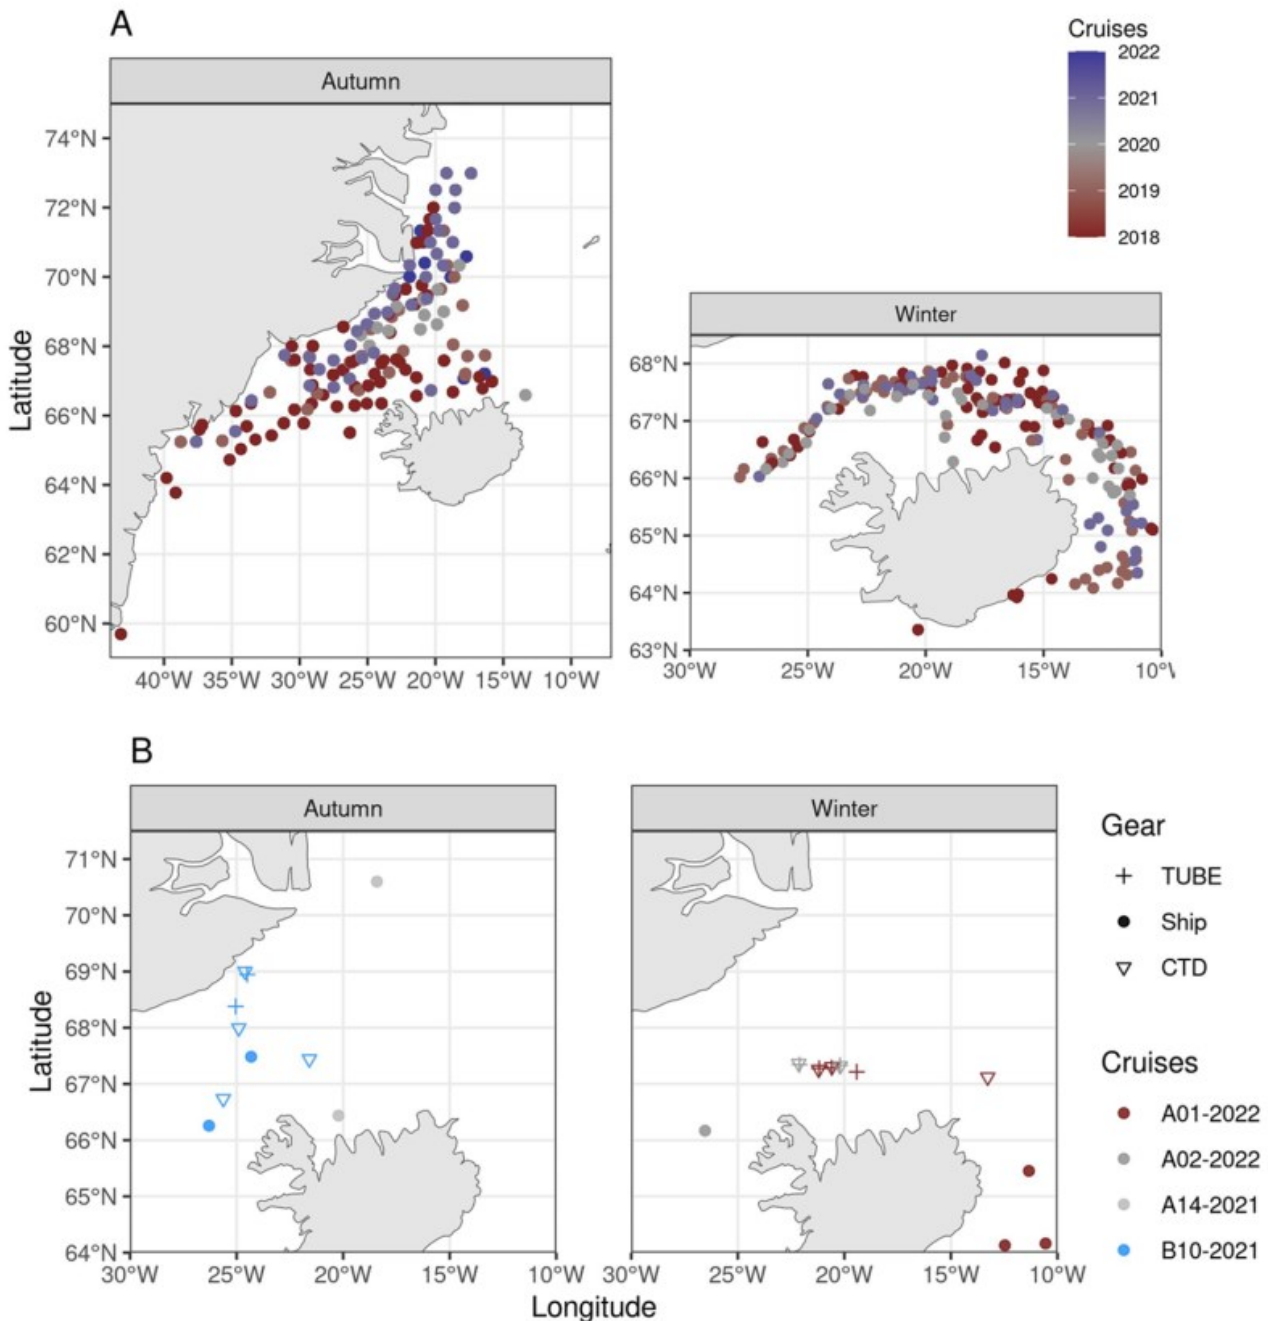 A
Cruises
2022
2021
2020
2019
2018
Autumn
74°N
72°N
70°N
68°N
66°N
64°N
62°N
60°N
Latitude
40°W 35°W 30°W 25°W 20°W 15°W 10°W
Winter
68°N
67°N
66°N
65°N
64°N
63°N
30°W 25°W 20°W 15°W 10°\
B
Autumn
71°N
70°N
69°N
68°N
67°N
66°N
65°N
64°N
Latitude
30°W 25°W 20°W 15°W
Winter
30°W 25°W 20°W 15°W 10°W
Longitude
Gear
TUBE
Ship
CTD
Cruises
A01-2022
A02-2022
A14-2021
B10-2021